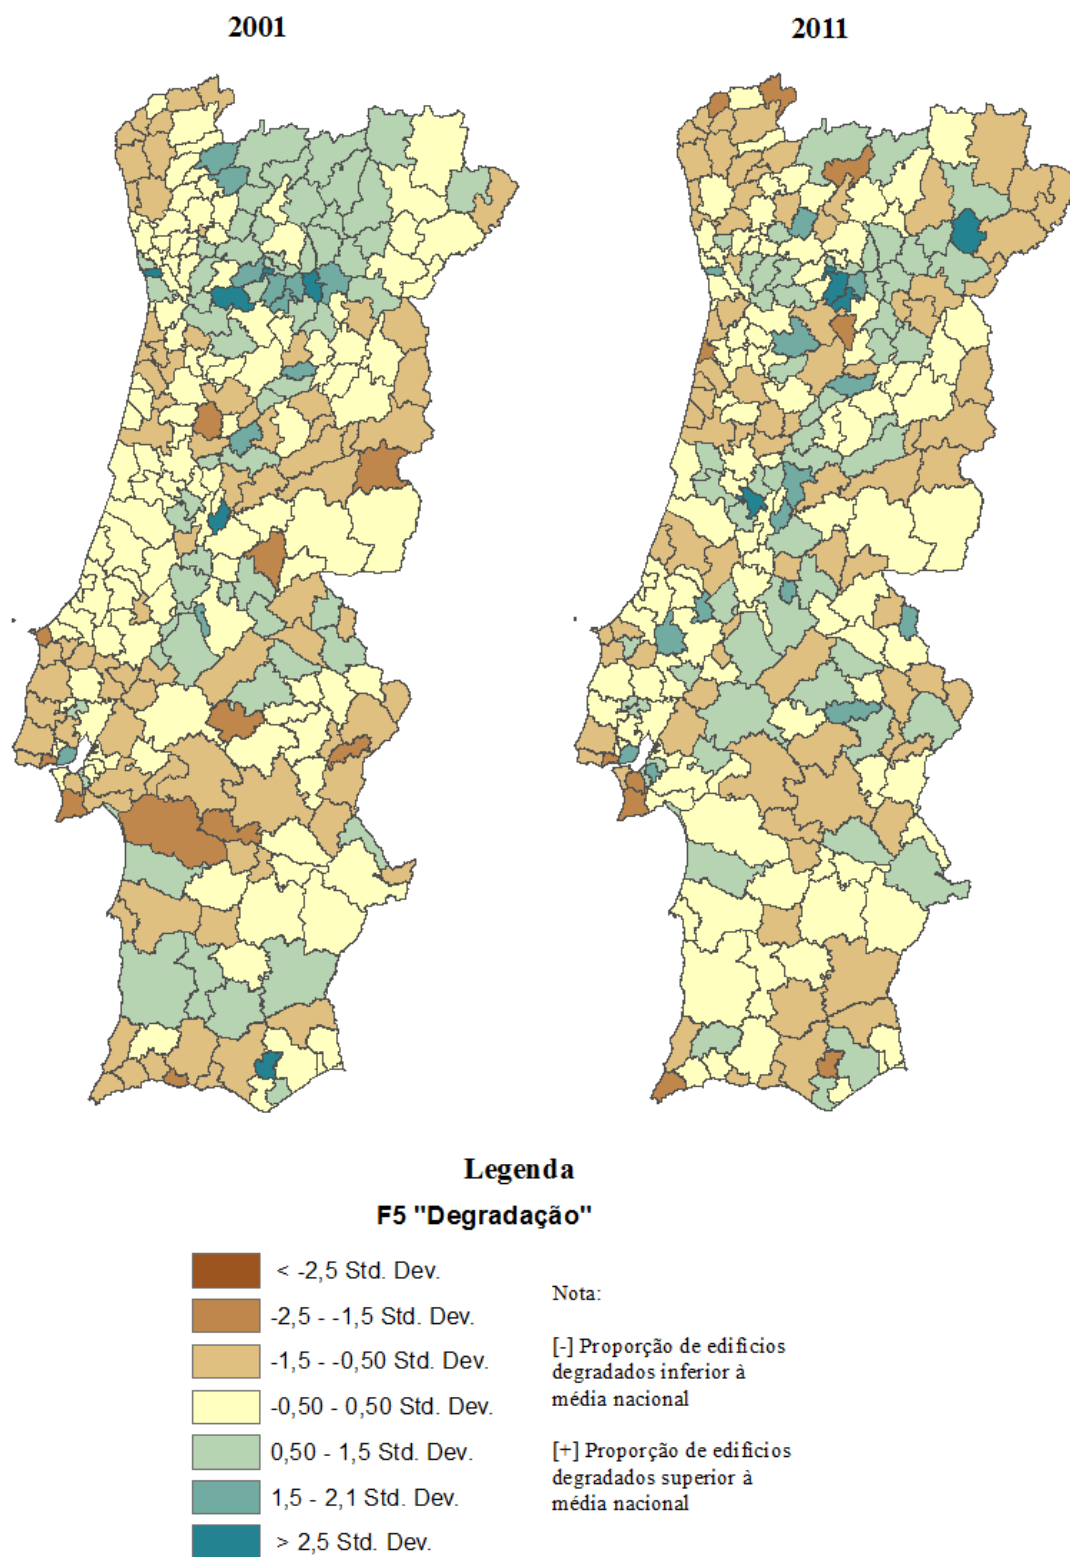 2001
2011
Legenda
F5 "Degradação"
< -2,5 Std. Dev.
-2,5 - -1,5 Std. Dev.
-1,5 - -0,50 Std. Dev.
-0,50 - 0,50 Std. Dev.
0,50 - 1,5 Std. Dev.
1,5 - 2,1 Std. Dev.
> 2,5 Std. Dev.
Nota:
[-] Proporção de edificios
degradados inferior à
média nacional
[+] Proporção de edificios
degradados superior à
média nacional